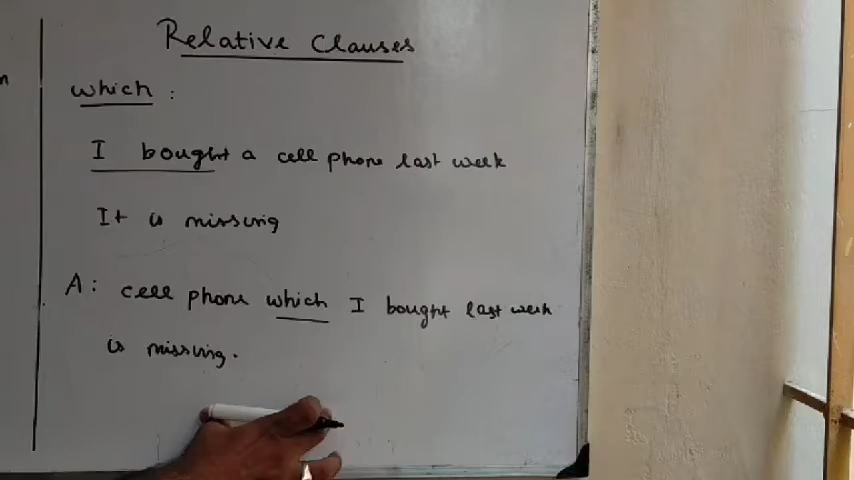 Relative Clauses
which :
I bought a cell phone last week
It is missing
A: cell phone which I bought last week
is missing.